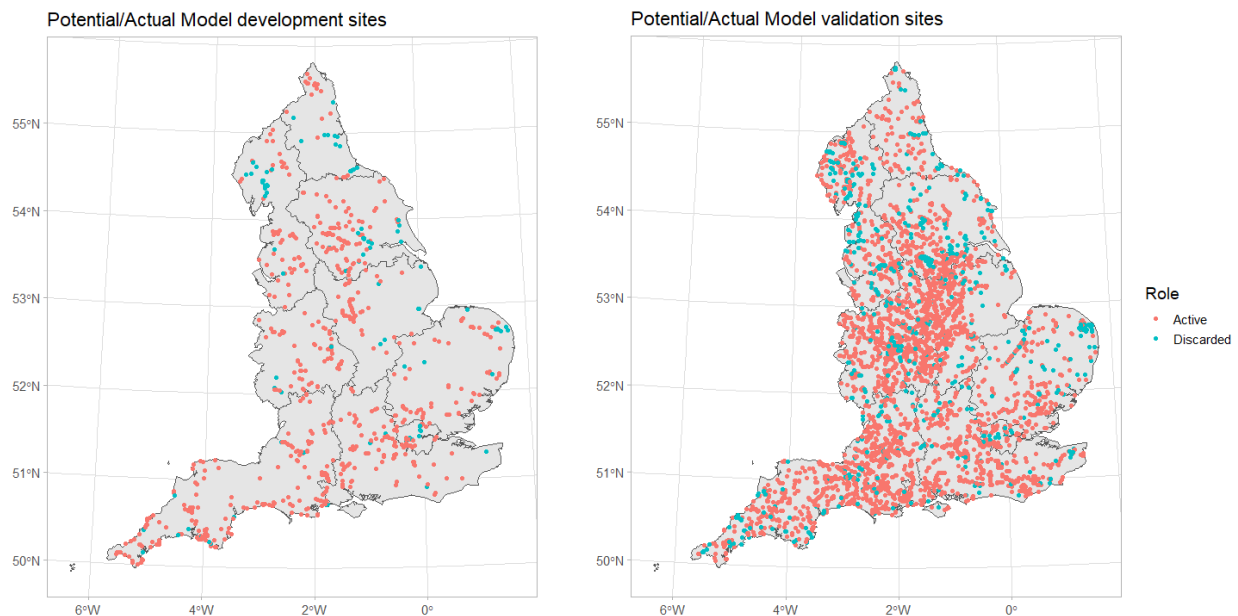 Potential/Actual Model development sites
55°N
54°N
53°N
52°N
51°N
50°N
6°W
4°W
2°W
0°
Potential/Actual Model validation sites
55°N
54°N
53°N
52°N
51°N
50°N
6°W
4°W
2°W
0°
Role
Active
Discarded